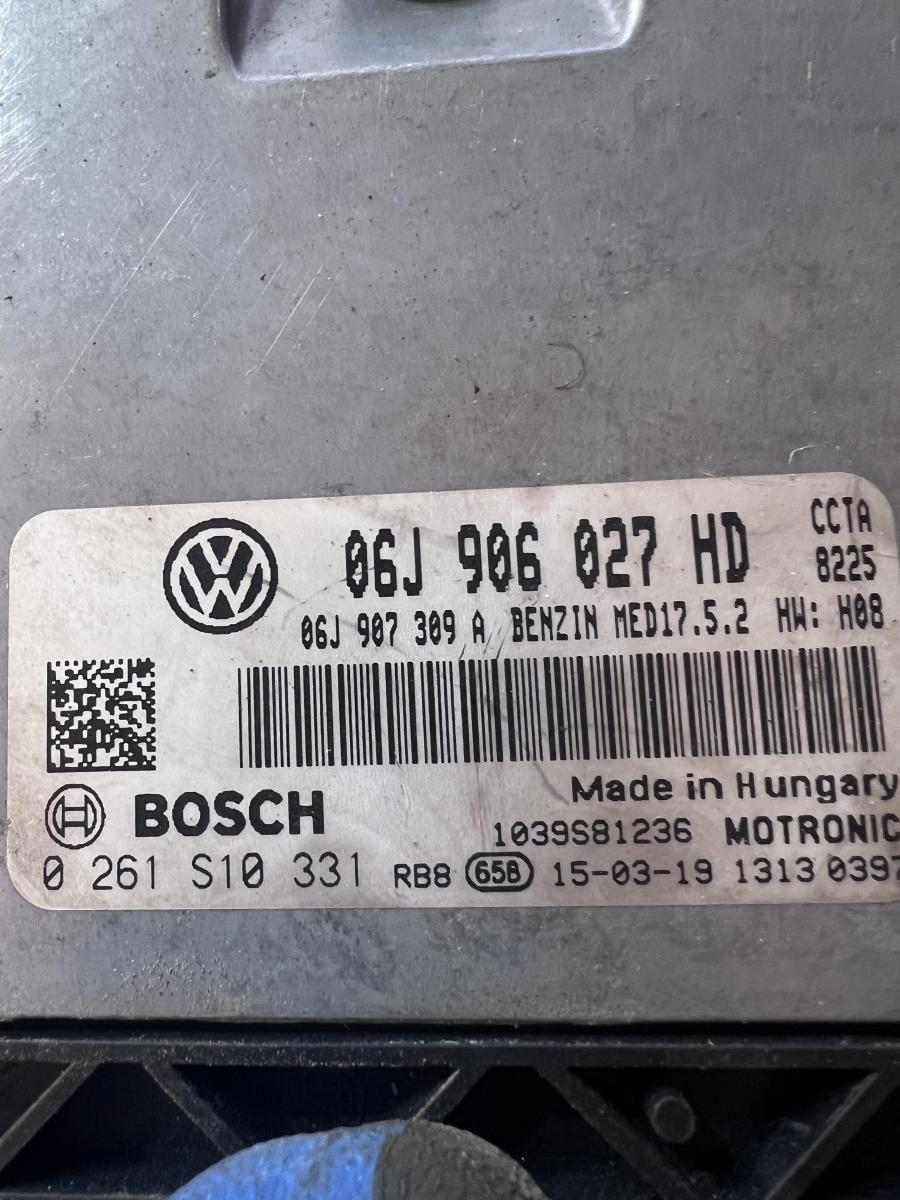 06J 906 027 HD
CCTA
8225
06J 907 309 A BENZIN MED17.5.2 HW: H08
Made in Hungary
BOSCH
1039S81236 MOTRONIC
0 261 S10 331 RB8 658 15-03-19 1313 0397